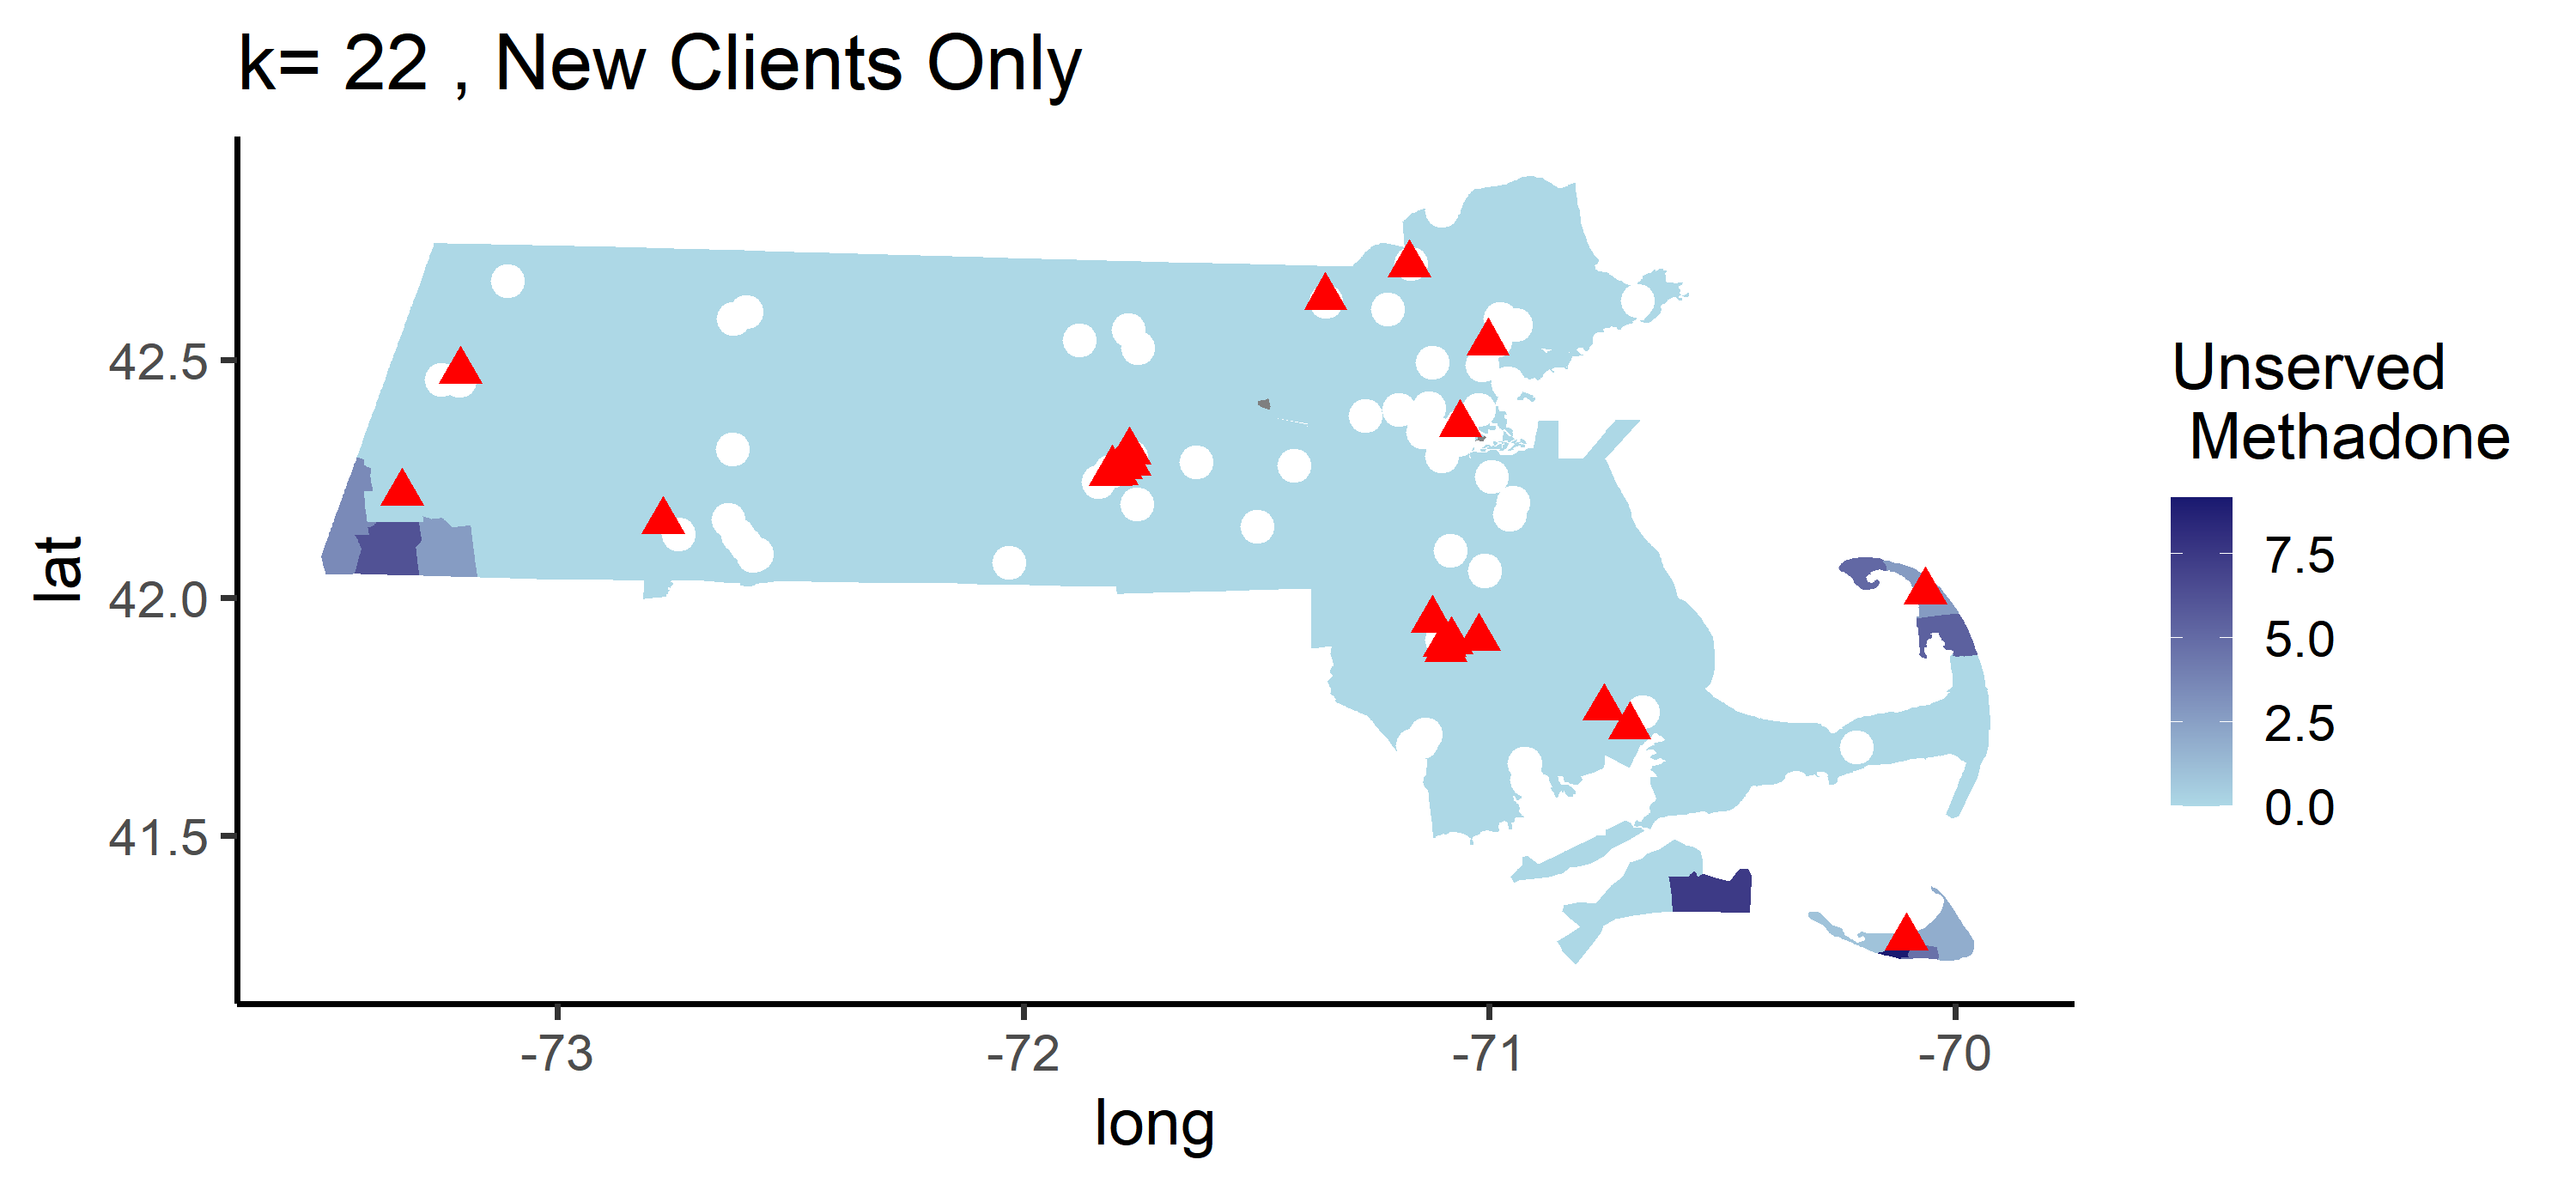 k= 22 , New Clients Only
42.5
42.0
41.5
lat
-73
-72
-71
-70
long
Unserved
Methadone
7.5
5.0
2.5
0.0